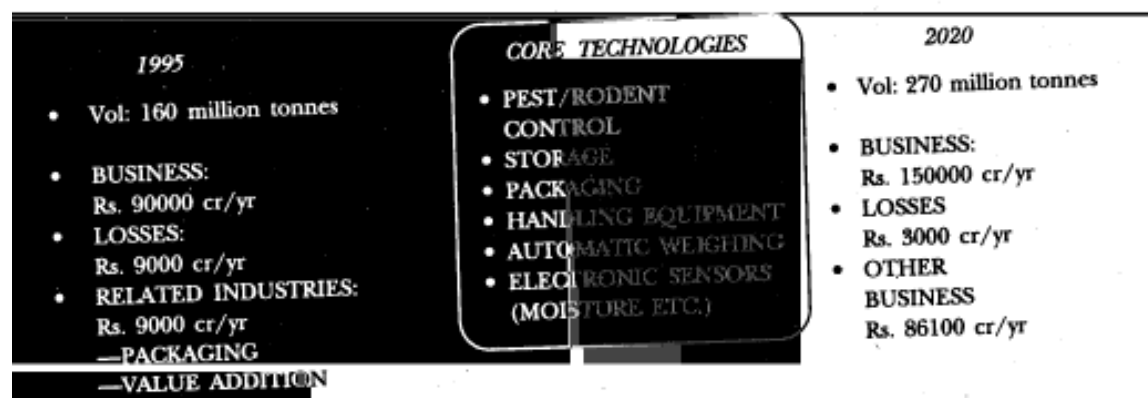 1995
• Vol: 160 million tonnes
• BUSINESS:
Rs. 90000 cr/yr
• LOSSES:
Rs. 9000 cr/yr
• RELATED INDUSTRIES:
Rs. 9000 cr/yr
—PACKAGING
—VALUE ADDITION
CORE TECHNOLOGIES
• PEST/RODENT
CONTROL
• STORAGE
• PACKAGING
• HANDLING EQUIPMENT
• AUTOMATIC WEIGHING
• ELECTRONIC SENSORS
(MOISTURE ETC.)
2020
• Vol: 270 million tonnes
• BUSINESS:
Rs. 150000 cr/yr
• LOSSES
Rs. 3000 cr/yr
• OTHER
BUSINESS
Rs. 86100 cr/yr